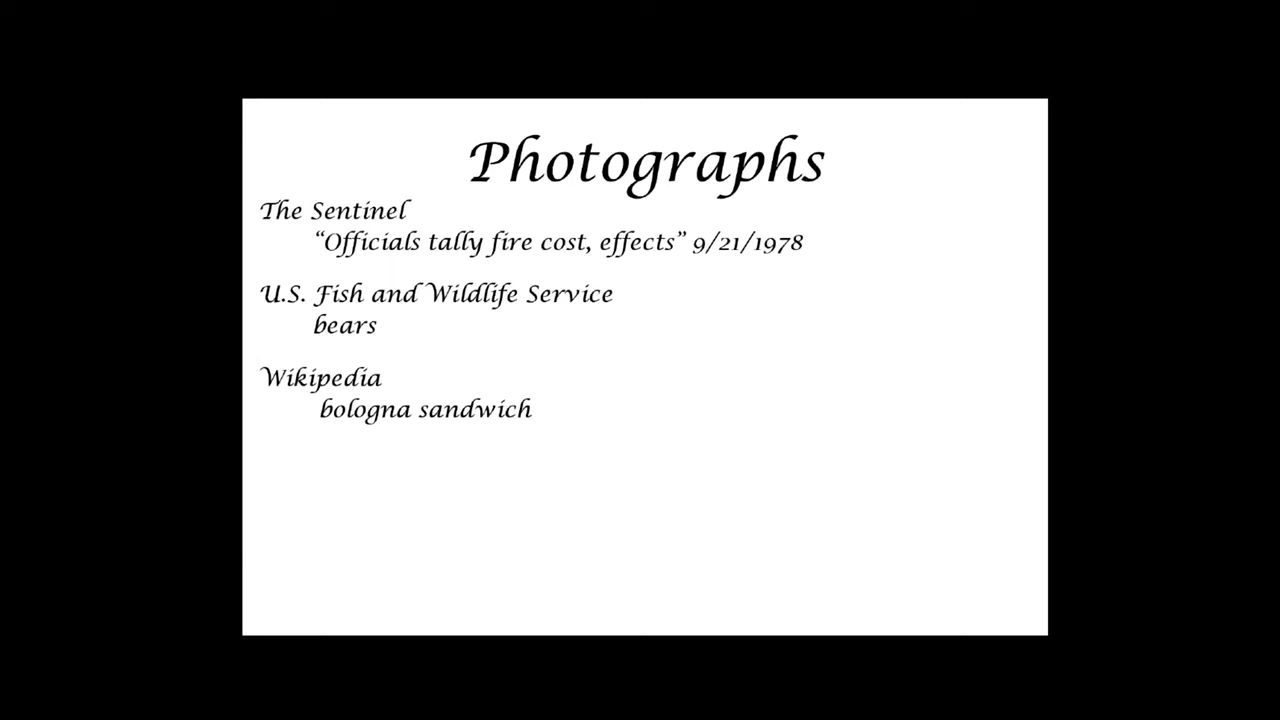 Photographs
The Sentinel
“Officials tally fire cost, effects” 9/21/1978
U.S. Fish and Wildlife Service
bears
Wikipedia
bologna sandwich